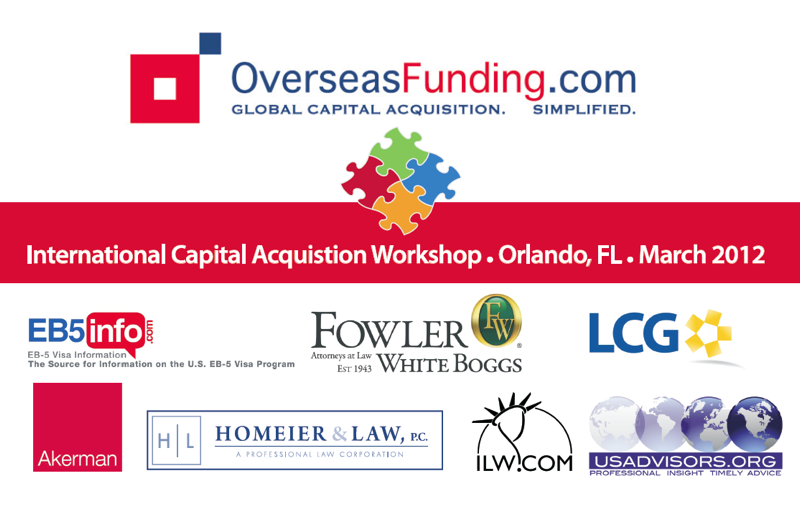 OverseasFunding.com
GLOBAL CAPITAL ACQUISITION. SIMPLIFIED.
International Capital Acquistion Workshop • Orlando, FL • March 2012
EB5info.com
EB-5 Visa Information
The Source for Information on the U.S. EB-5 Visa Program
FOWLER
FW
®
Attorneys at Law
EST 1943
WHITE BOGGS
LCG
Akerman
H|L
HOMEIER & LAW, P.C.
A PROFESSIONAL LAW CORPORATION
ILW.COM
USADVISORS.ORG
PROFESSIONAL INSIGHT TIMELY ADVICE